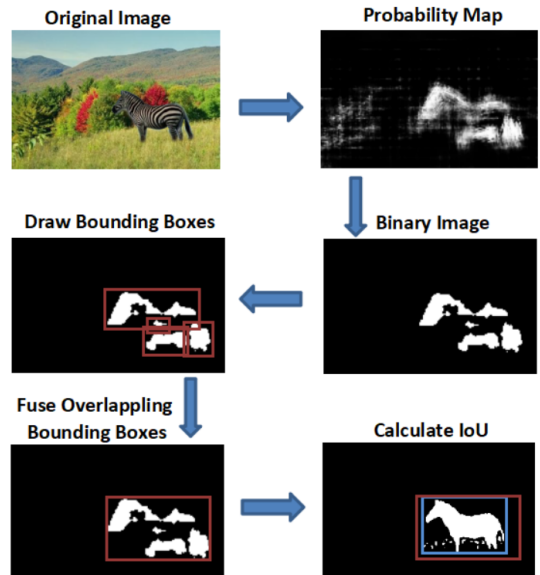 Original Image
Probability Map
Draw Bounding Boxes
Binary Image
Fuse Overlappling
Bounding Boxes
Calculate IoU